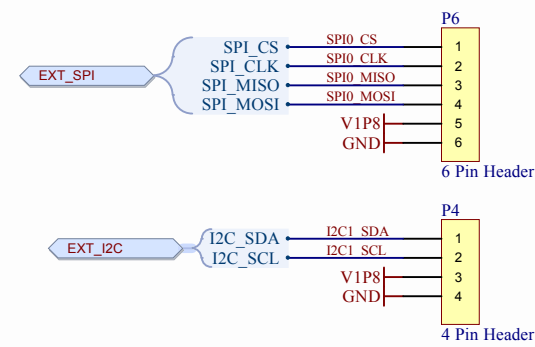 P6
SPI_CS SPI0_CS 1
SPI_CLK SPI0_CLK 2
EXT_SPI
SPI_MISO SPI0_MISO 3
SPI_MOSI SPI0_MOSI 4
V1P8 5
GND 6
6 Pin Header
P4
I2C_SDA I2C1_SDA 1
EXT_I2C
I2C_SCL I2C1_SCL 2
V1P8 3
GND 4
4 Pin Header